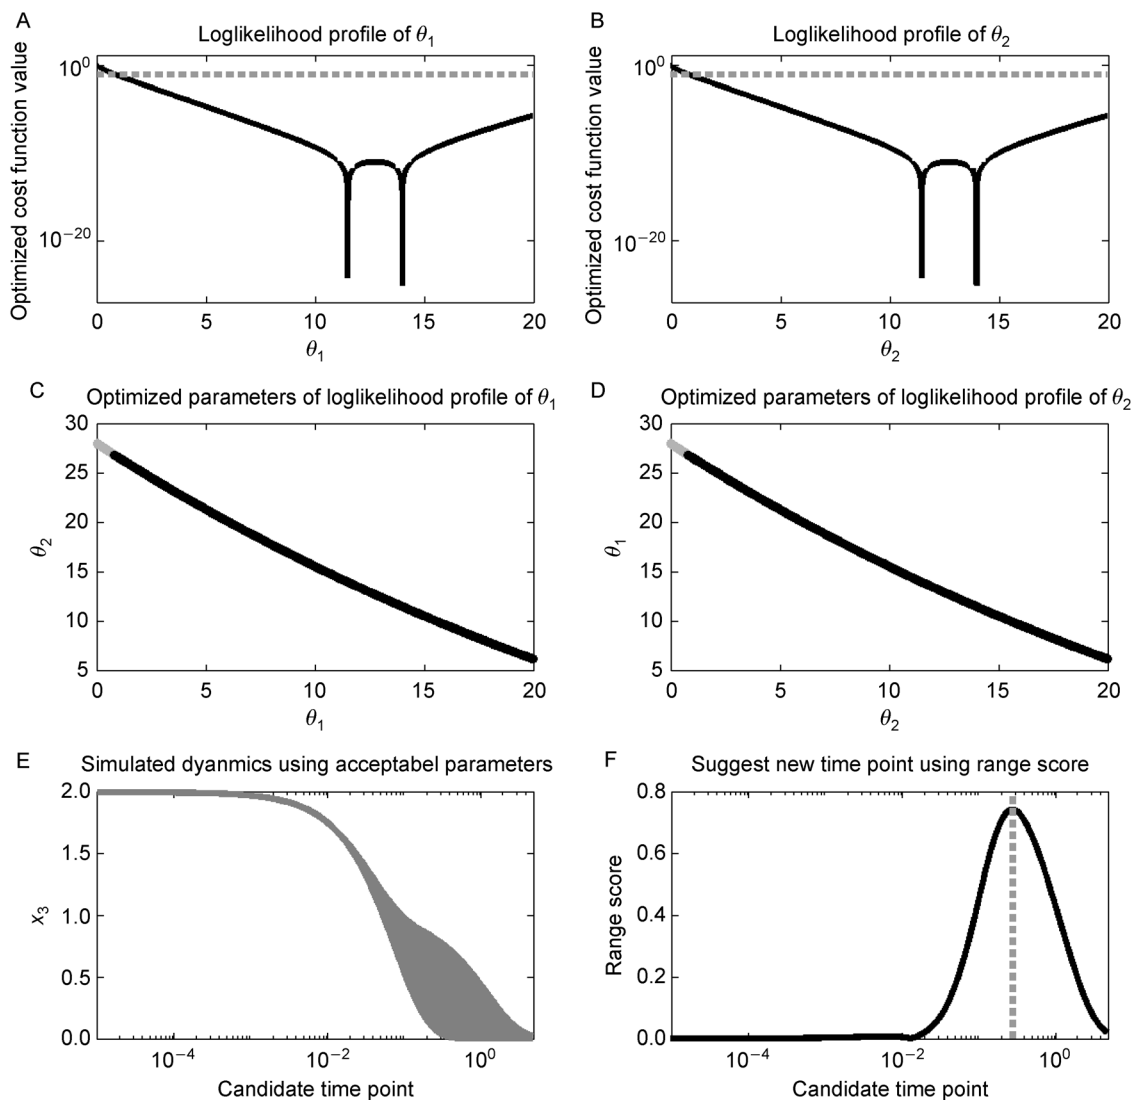 A
Loglikelihood profile of θ1
Optimized cost function value
10^0
10^−20
0 5 10 15 20
θ1
B
Loglikelihood profile of θ2
Optimized cost function value
10^0
10^−20
0 5 10 15 20
θ2
C
Optimized parameters of loglikelihood profile of θ1
θ2
30
25
20
15
10
5
0 5 10 15 20
θ1
D
Optimized parameters of loglikelihood profile of θ2
θ1
30
25
20
15
10
5
0 5 10 15 20
θ2
E
Simulated dyanmics using acceptabel parameters
x3
2.0
1.5
1.0
0.5
0.0
10^−4 10^−2 10^0
Candidate time point
F
Suggest new time point using range score
Range score
0.8
0.6
0.4
0.2
0.0
10^−4 10^−2 10^0
Candidate time point